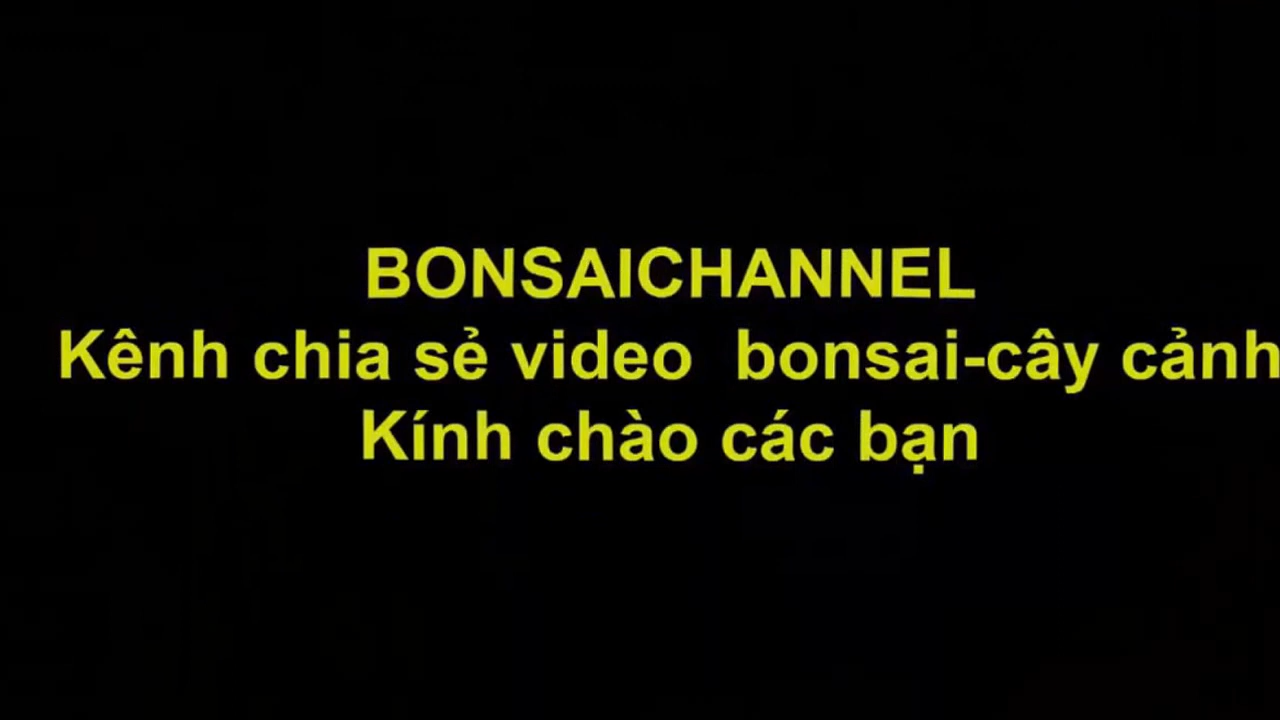 BONSAICHANNEL
Kênh chia sẻ video bonsai-cây cảnh
Kính chào các bạn